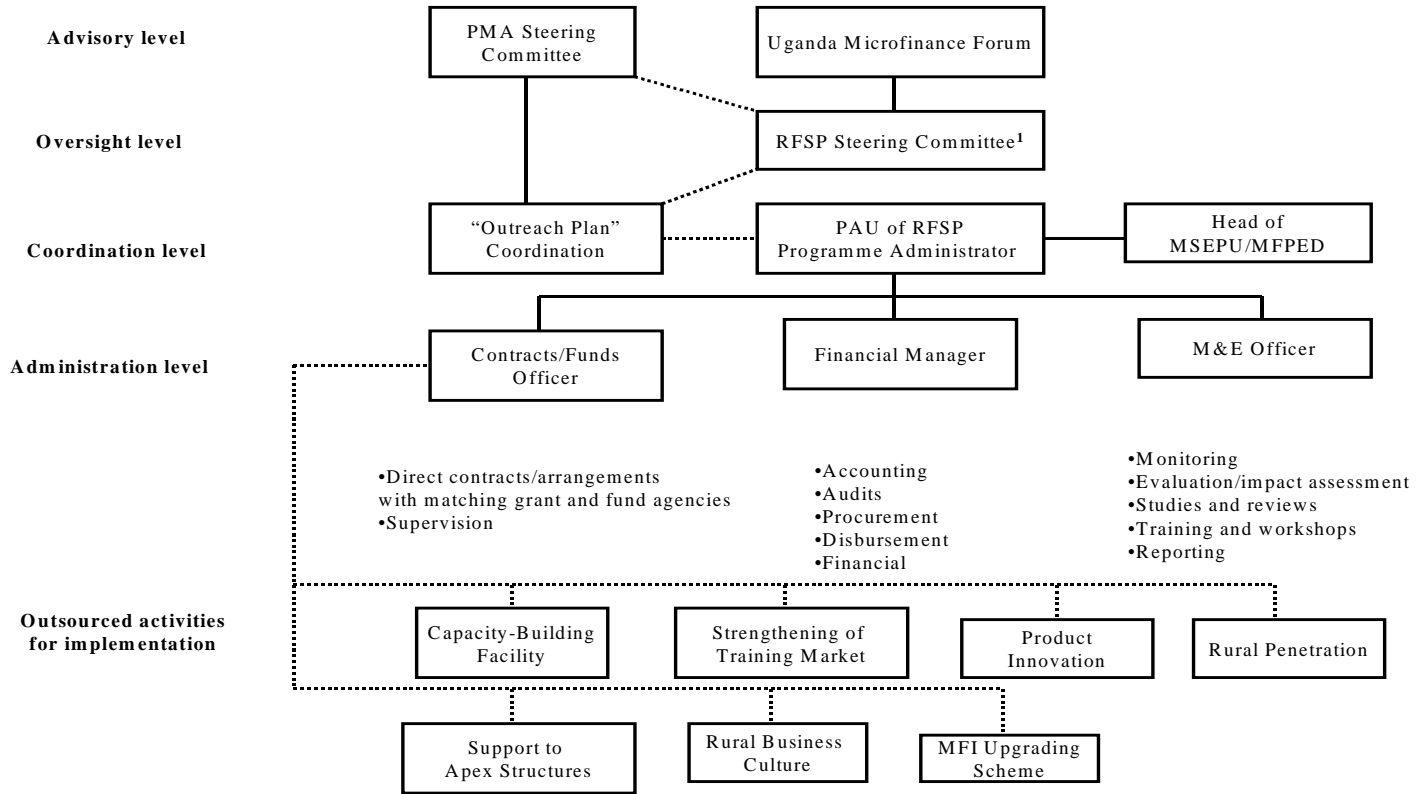 Advisory level
PMA Steering
Committee
Uganda Microfinance Forum
Oversight level
RFSP Steering Committee¹
Coordination level
“Outreach Plan”
Coordination
PAU of RFSP
Programme Administrator
Head of
MSEPU/MFPED
Administration level
Contracts/Funds
Officer
Financial Manager
M&E Officer
•Direct contracts/arrangements
with matching grant and fund agencies
•Supervision
•Accounting
•Audits
•Procurement
•Disbursement
•Financial
•Monitoring
•Evaluation/impact assessment
•Studies and reviews
•Training and workshops
•Reporting
Outsourced activities
for implementation
Capacity-Building
Facility
Strengthening of
Training Market
Product
Innovation
Rural Penetration
Support to
Apex Structures
Rural Business
Culture
MFI Upgrading
Scheme